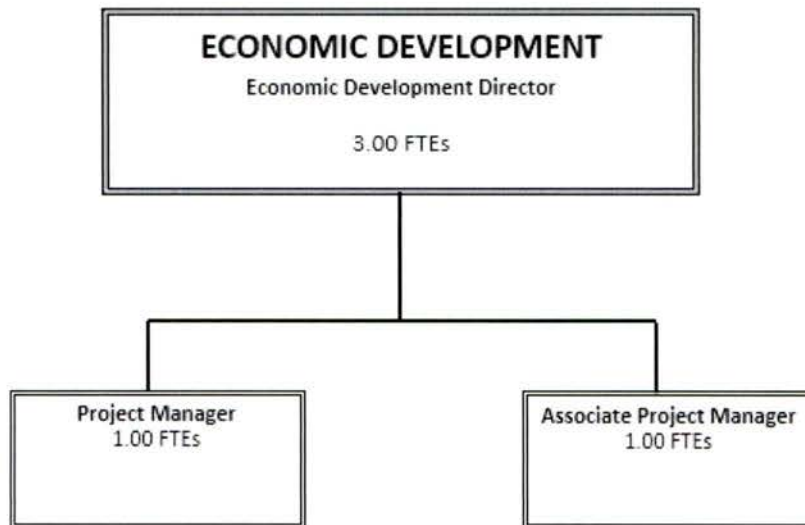 ECONOMIC DEVELOPMENT
Economic Development Director
3.00 FTEs
Project Manager
1.00 FTEs
Associate Project Manager
1.00 FTEs